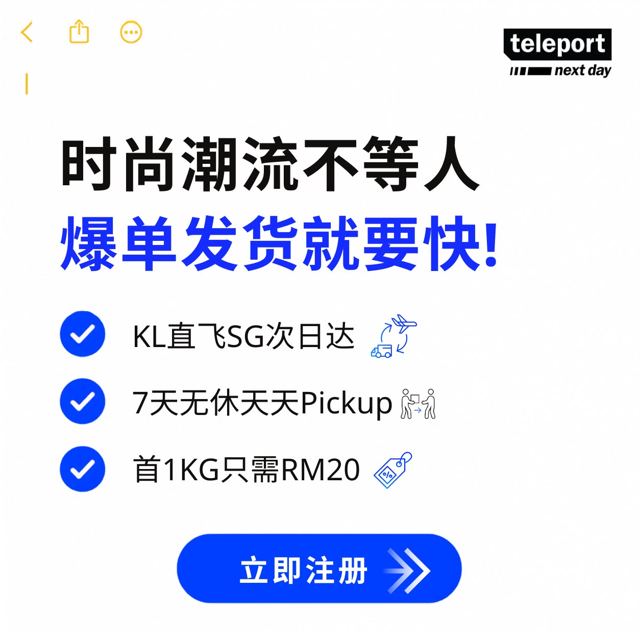 teleport
next day
时尚潮流不等人
爆单发货就要快!
KL直飞SG次日达
7天无休天天Pickup
首1KG只需RM20
立即注册